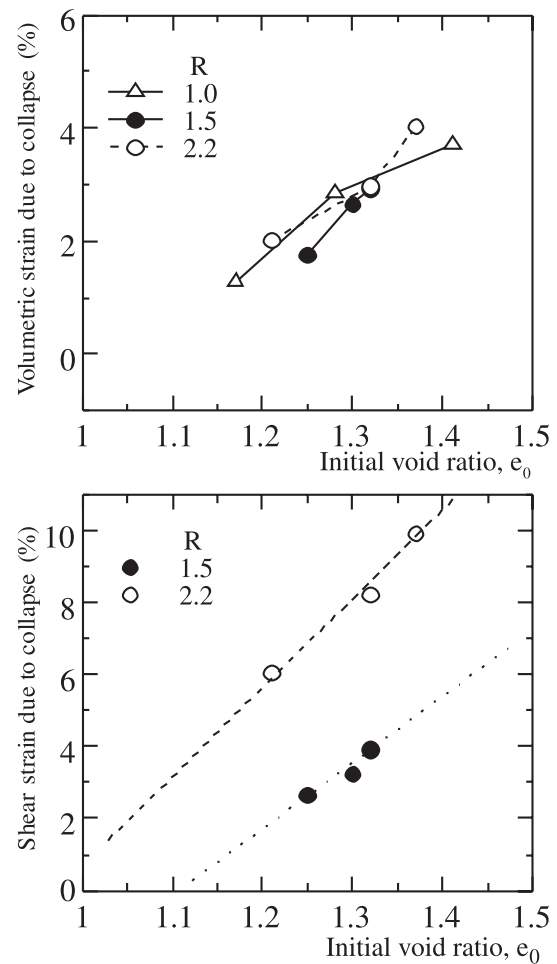 Volumetric strain due to collapse (%)
6
4
2
0
R
1.0
1.5
2.2
1 1.1 1.2 1.3 1.4 1.5
Initial void ratio, e₀
Shear strain due to collapse (%)
10
8
6
4
2
0
R
1.5
2.2
1 1.1 1.2 1.3 1.4 1.5
Initial void ratio, e₀